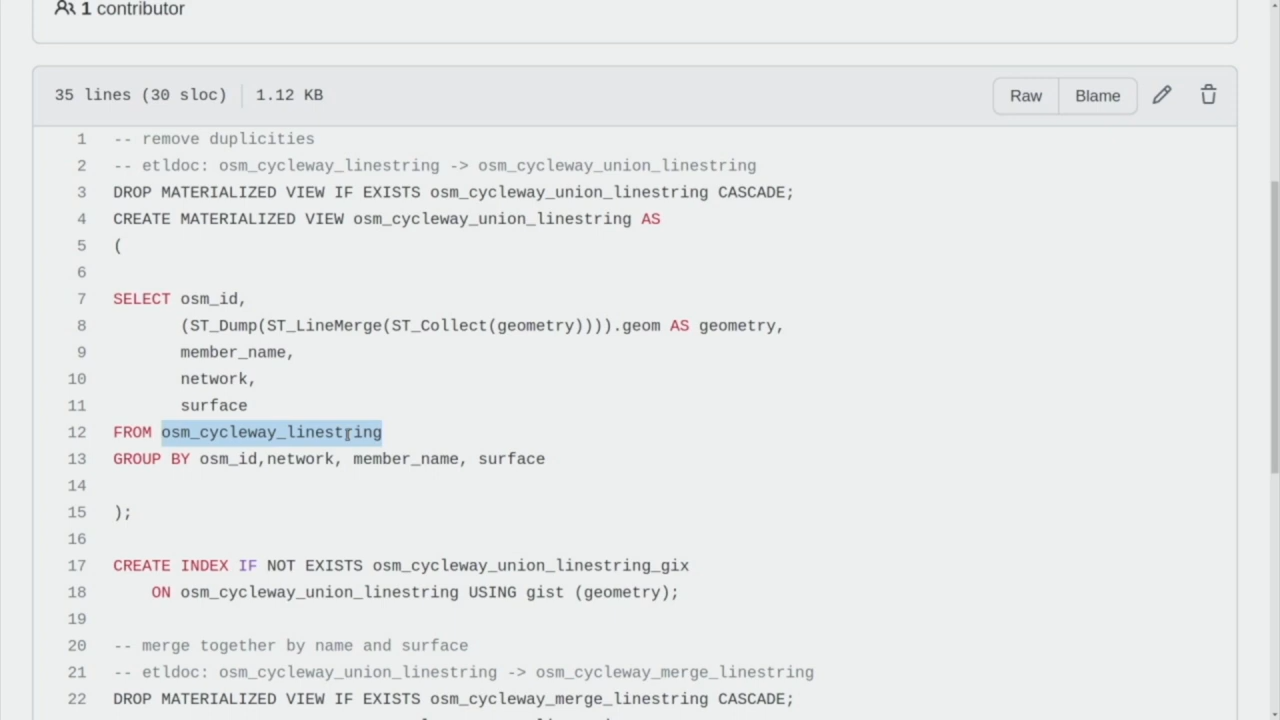 1 contributor
35 lines (30 sloc) 1.12 KB Raw Blame
1 -- remove duplicities
2 -- etldoc: osm_cycleway_linestring -> osm_cycleway_union_linestring
3 DROP MATERIALIZED VIEW IF EXISTS osm_cycleway_union_linestring CASCADE;
4 CREATE MATERIALIZED VIEW osm_cycleway_union_linestring AS
5 (
6
7 SELECT osm_id,
8 (ST_Dump(ST_LineMerge(ST_Collect(geometry)))).geom AS geometry,
9 member_name,
10 network,
11 surface
12 FROM osm_cycleway_linestring
13 GROUP BY osm_id,network, member_name, surface
14
15 );
16
17 CREATE INDEX IF NOT EXISTS osm_cycleway_union_linestring_gix
18 ON osm_cycleway_union_linestring USING gist (geometry);
19
20 -- merge together by name and surface
21 -- etldoc: osm_cycleway_union_linestring -> osm_cycleway_merge_linestring
22 DROP MATERIALIZED VIEW IF EXISTS osm_cycleway_merge_linestring CASCADE;